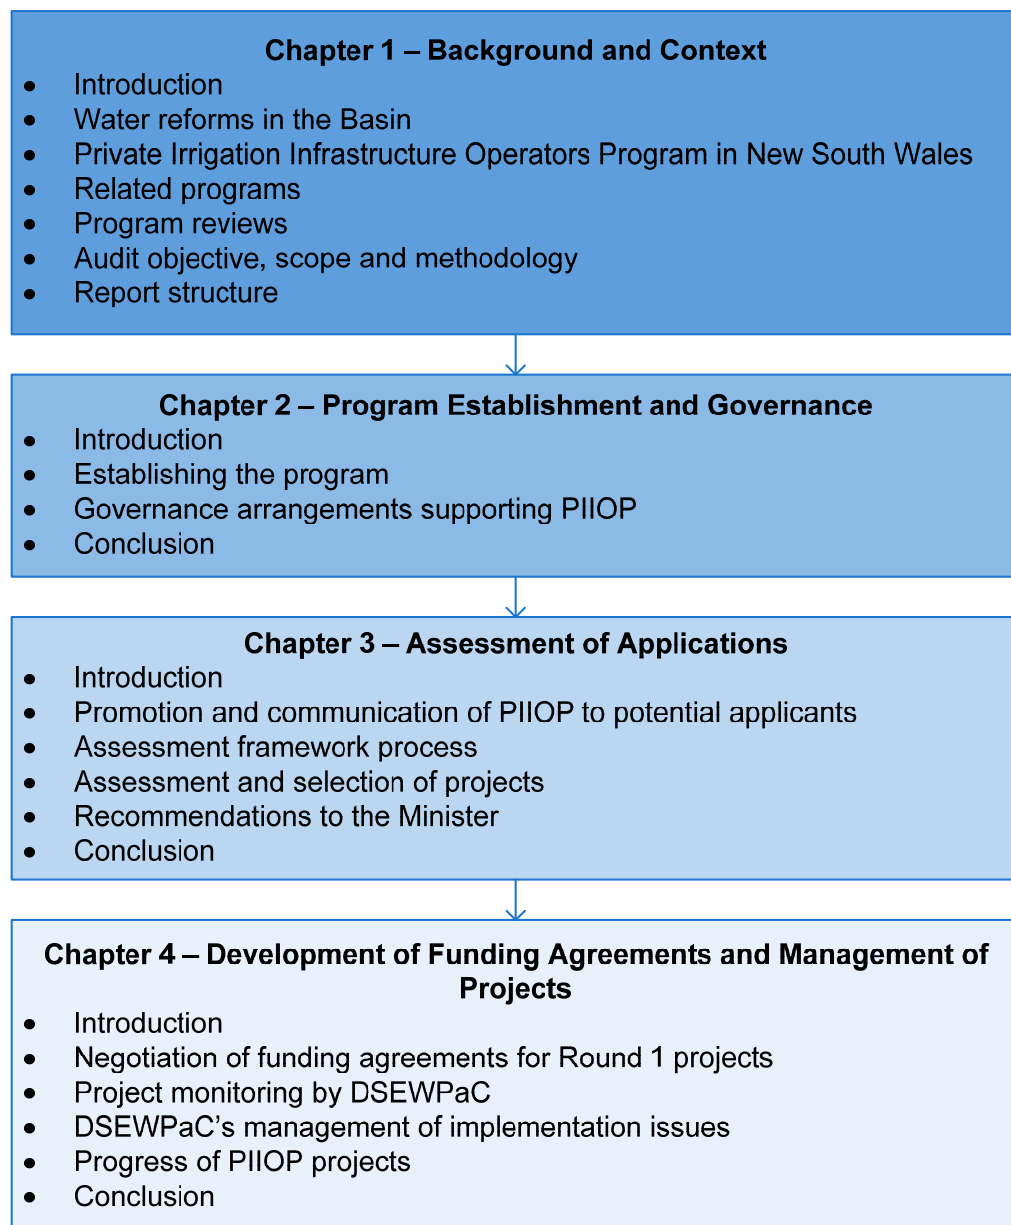 Chapter 1 – Background and Context
• Introduction
• Water reforms in the Basin
• Private Irrigation Infrastructure Operators Program in New South Wales
• Related programs
• Program reviews
• Audit objective, scope and methodology
• Report structure
Chapter 2 – Program Establishment and Governance
• Introduction
• Establishing the program
• Governance arrangements supporting PIIOP
• Conclusion
Chapter 3 – Assessment of Applications
• Introduction
• Promotion and communication of PIIOP to potential applicants
• Assessment framework process
• Assessment and selection of projects
• Recommendations to the Minister
• Conclusion
Chapter 4 – Development of Funding Agreements and Management of
Projects
• Introduction
• Negotiation of funding agreements for Round 1 projects
• Project monitoring by DSEWPaC
• DSEWPaC’s management of implementation issues
• Progress of PIIOP projects
• Conclusion